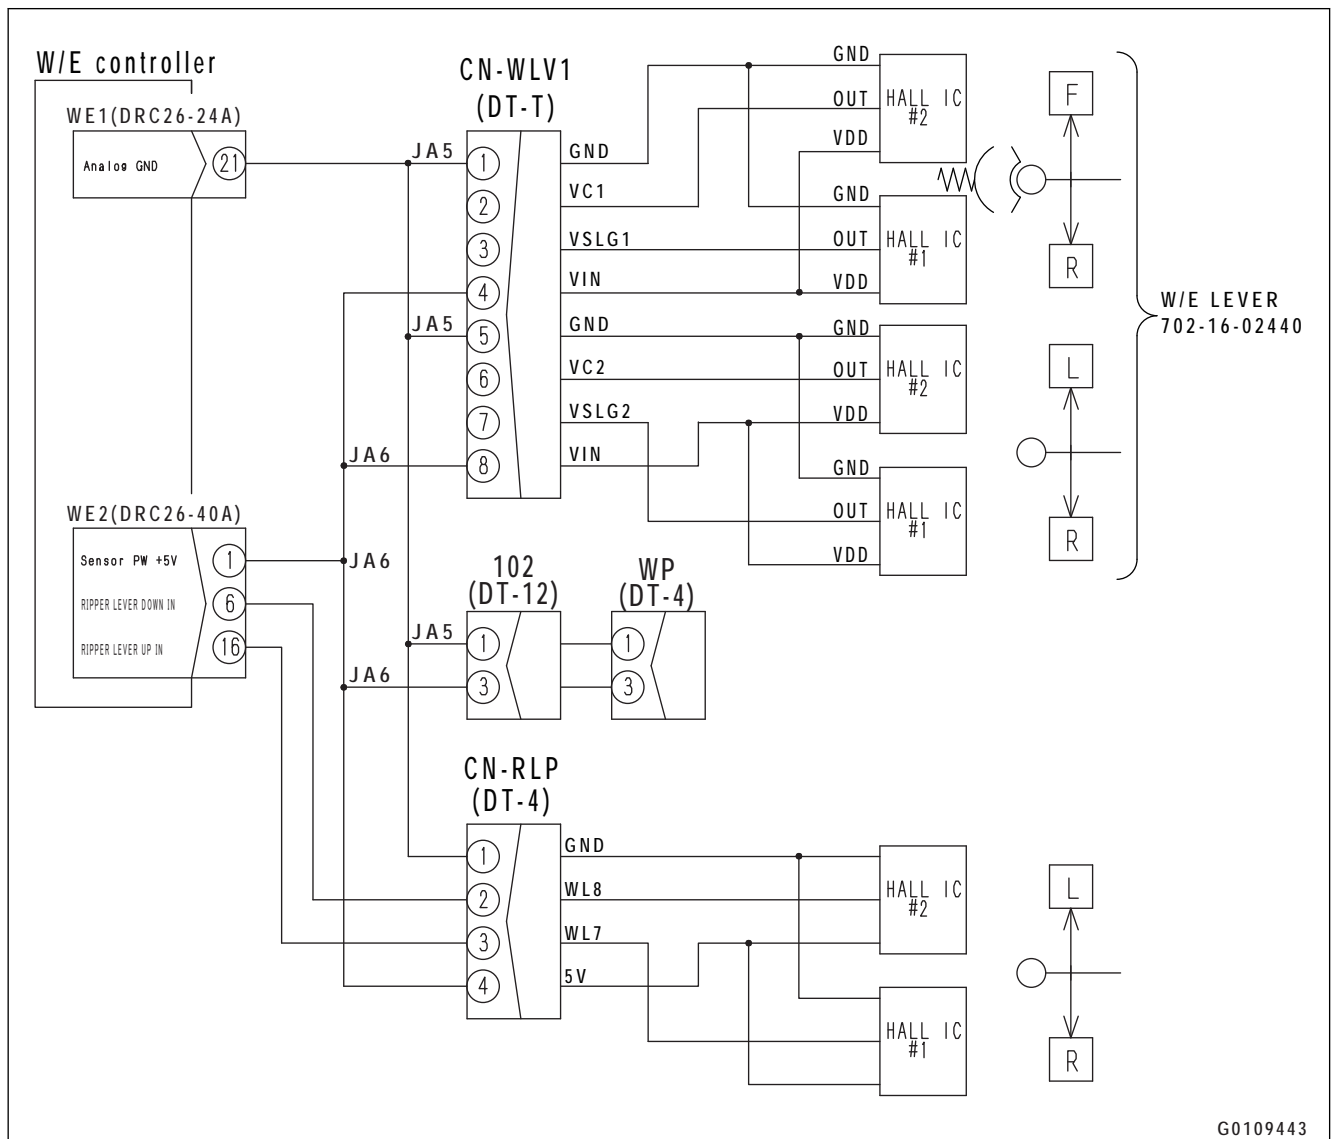 W/E controller
WE1(DRC26-24A)
Analog GND
21
JA5
CN-WLV1
(DT-T)
1
2
3
4
5
6
7
8
JA5
JA6
GND
VC1
VSLG1
VIN
GND
VC2
VSLG2
VIN
GND
OUT
VDD
HALL IC
#2
GND
OUT
VDD
HALL IC
#1
GND
OUT
VDD
HALL IC
#2
GND
OUT
VDD
HALL IC
#1
F
R
L
R
W/E LEVER
702-16-02440
WE2(DRC26-40A)
Sensor PW +5V
1
RIPPER LEVER DOWN IN
6
RIPPER LEVER UP IN
16
JA6
JA5
JA6
102
(DT-12)
1
3
WP
(DT-4)
1
3
CN-RLP
(DT-4)
1
2
3
4
GND
WL8
WL7
5V
HALL IC
#2
HALL IC
#1
L
R
G0109443